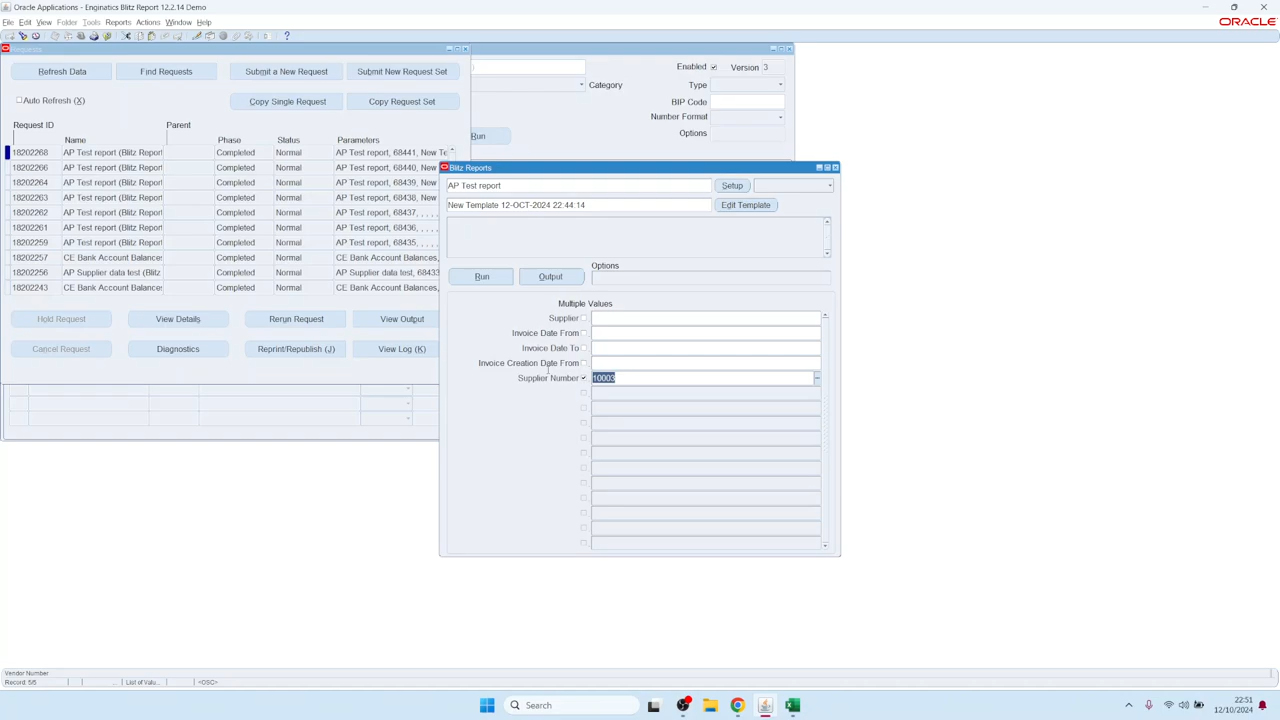 Oracle Applications - Enginatics Blitz Report 12.2.14 Demo
File Edit View Folder Tools Reports Actions Window Help
ORACLE
Requests
Refresh Data Find Requests Submit a New Request Submit New Request Set
Auto Refresh (X) Copy Single Request Copy Request Set
Request ID Parent
Name Phase Status Parameters
18202268 AP Test report (Blitz Report Completed Normal AP Test report, 68441, New Te
18202266 AP Test report (Blitz Report Completed Normal AP Test report, 68440, New
18202264 AP Test report (Blitz Report Completed Normal AP Test report, 68439, New
18202263 AP Test report (Blitz Report Completed Normal AP Test report, 68438, New
18202262 AP Test report (Blitz Report Completed Normal AP Test report, 68437, , , ,
18202261 AP Test report (Blitz Report Completed Normal AP Test report, 68436, , , ,
18202259 AP Test report (Blitz Report Completed Normal AP Test report, 68435, , , ,
18202257 CE Bank Account Balances Completed Normal CE Bank Account Balances,
18202256 AP Supplier data test (Blitz Completed Normal AP Supplier data test, 68433
18202243 CE Bank Account Balances Completed Normal CE Bank Account Balances,
Hold Request View Details Rerun Request View Output
Cancel Request Diagnostics Reprint/Republish (J) View Log (K)
Enabled Version 3
Category Type
BIP Code
Number Format
Options
Run
Blitz Reports
AP Test report Setup
New Template 12-OCT-2024 22:44:14 Edit Template
Options
Run Output
Multiple Values
Supplier
Invoice Date From
Invoice Date To
Invoice Creation Date From
Supplier Number 10003
Vendor Number
Record: 5/5 ... List of Valu... <OSC>
Search
22:51
12/10/2024